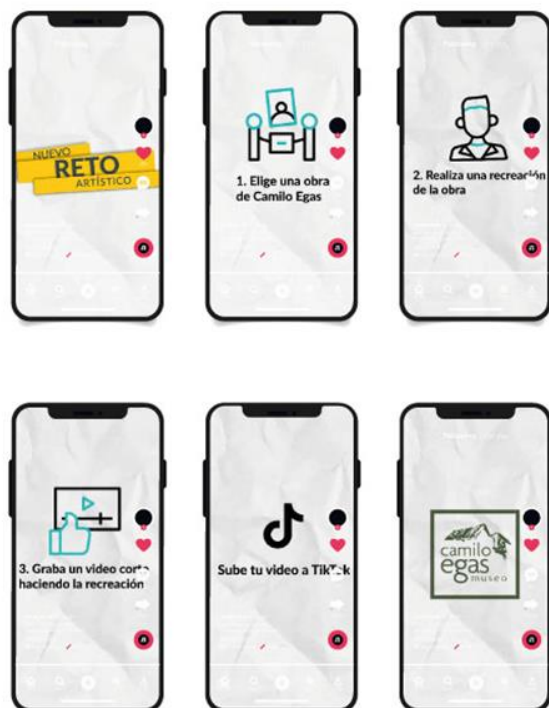 NUEVO
RETO
ARTÍSTICO
1. Elige una obra
de Camilo Egas
2. Realiza una recreación
de la obra
3. Graba un video corto
haciendo la recreación
Sube tu video a TikTok
camilo
egas
museo